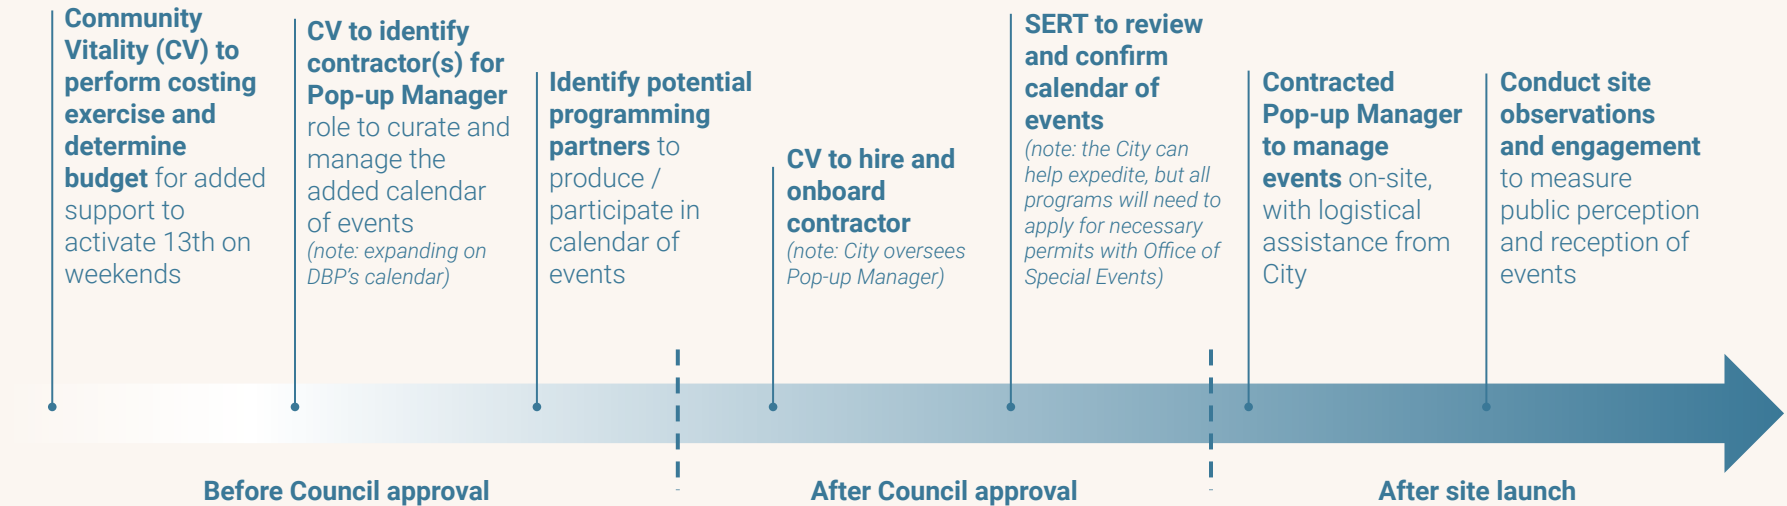 Community
Vitality (CV) to
perform costing
exercise and
determine
budget for added
support to
activate 13th on
weekends
CV to identify
contractor(s) for
Pop-up Manager
role to curate and
manage the
added calendar
of events
(note: expanding on
DBP's calendar)
Identify potential
programming
partners to
produce /
participate in
calendar of
events
CV to hire and
onboard
contractor
(note: City oversees
Pop-up Manager)
SERT to review
and confirm
calendar of
events
(note: the City can
help expedite, but all
programs will need to
apply for necessary
permits with Office of
Special Events)
Contracted
Pop-up Manager
to manage
events on-site,
with logistical
assistance from
City
Conduct site
observations
and engagement
to measure
public perception
and reception of
events
Before Council approval
After Council approval
After site launch